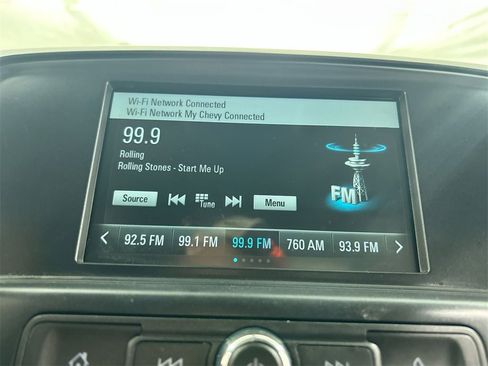 Wi-Fi Network Connected
Wi-Fi Network My Chevy Connected
99.9
Rolling
Rolling Stones - Start Me Up
FM
Source
Tune
Menu
92.5 FM
99.1 FM
99.9 FM
760 AM
93.9 FM